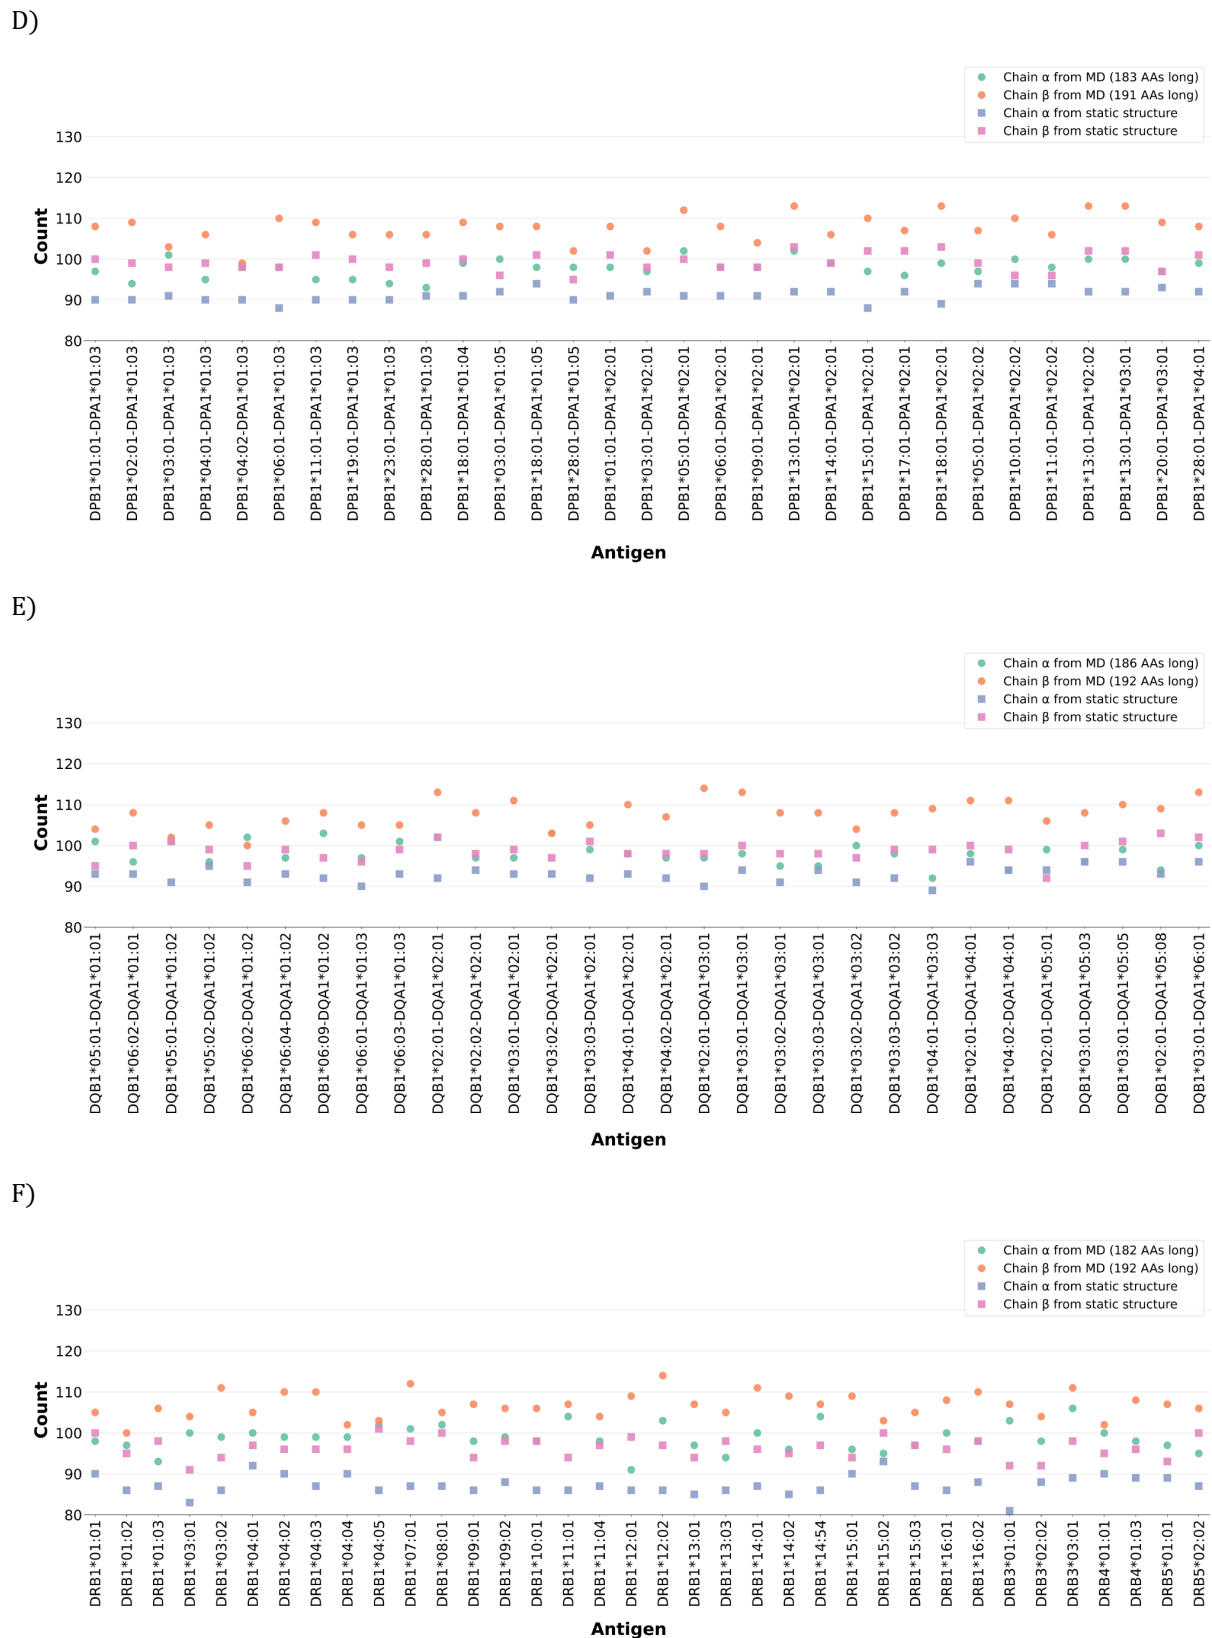 D)
Chain α from MD (183 AAs long)
Chain β from MD (191 AAs long)
Chain α from static structure
Chain β from static structure
130
120
110
100
90
80
Count
DPB1*01:01-DPA1*01:03
DPB1*02:01-DPA1*01:03
DPB1*03:01-DPA1*01:03
DPB1*04:01-DPA1*01:03
DPB1*04:02-DPA1*01:03
DPB1*06:01-DPA1*01:03
DPB1*11:01-DPA1*01:03
DPB1*19:01-DPA1*01:03
DPB1*23:01-DPA1*01:03
DPB1*28:01-DPA1*01:03
DPB1*18:01-DPA1*01:04
DPB1*03:01-DPA1*01:05
DPB1*18:01-DPA1*01:05
DPB1*28:01-DPA1*01:05
DPB1*01:01-DPA1*02:01
DPB1*03:01-DPA1*02:01
DPB1*05:01-DPA1*02:01
DPB1*06:01-DPA1*02:01
DPB1*09:01-DPA1*02:01
DPB1*13:01-DPA1*02:01
DPB1*14:01-DPA1*02:01
DPB1*15:01-DPA1*02:01
DPB1*17:01-DPA1*02:01
DPB1*18:01-DPA1*02:01
DPB1*05:01-DPA1*02:02
DPB1*10:01-DPA1*02:02
DPB1*11:01-DPA1*02:02
DPB1*13:01-DPA1*02:02
DPB1*13:01-DPA1*03:01
DPB1*20:01-DPA1*03:01
DPB1*28:01-DPA1*04:01
Antigen
E)
Chain α from MD (186 AAs long)
Chain β from MD (192 AAs long)
Chain α from static structure
Chain β from static structure
130
120
110
100
90
80
Count
DQB1*05:01-DQA1*01:01
DQB1*06:02-DQA1*01:01
DQB1*05:01-DQA1*01:02
DQB1*05:02-DQA1*01:02
DQB1*06:02-DQA1*01:02
DQB1*06:04-DQA1*01:02
DQB1*06:09-DQA1*01:02
DQB1*06:01-DQA1*01:03
DQB1*06:03-DQA1*01:03
DQB1*02:01-DQA1*02:01
DQB1*02:02-DQA1*02:01
DQB1*03:01-DQA1*02:01
DQB1*03:02-DQA1*02:01
DQB1*03:03-DQA1*02:01
DQB1*04:01-DQA1*02:01
DQB1*04:02-DQA1*02:01
DQB1*02:01-DQA1*03:01
DQB1*03:01-DQA1*03:01
DQB1*03:02-DQA1*03:01
DQB1*03:03-DQA1*03:01
DQB1*03:02-DQA1*03:02
DQB1*03:03-DQA1*03:02
DQB1*04:01-DQA1*03:03
DQB1*02:01-DQA1*04:01
DQB1*04:02-DQA1*04:01
DQB1*02:01-DQA1*05:01
DQB1*03:01-DQA1*05:03
DQB1*03:01-DQA1*05:05
DQB1*02:01-DQA1*05:08
DQB1*03:01-DQA1*06:01
Antigen
F)
Chain α from MD (182 AAs long)
Chain β from MD (192 AAs long)
Chain α from static structure
Chain β from static structure
130
120
110
100
90
80
Count
DRB1*01:01
DRB1*01:02
DRB1*01:03
DRB1*03:01
DRB1*03:02
DRB1*04:01
DRB1*04:02
DRB1*04:03
DRB1*04:04
DRB1*04:05
DRB1*07:01
DRB1*08:01
DRB1*09:01
DRB1*09:02
DRB1*10:01
DRB1*11:01
DRB1*11:04
DRB1*12:01
DRB1*12:02
DRB1*13:01
DRB1*13:03
DRB1*14:01
DRB1*14:02
DRB1*14:54
DRB1*15:01
DRB1*15:02
DRB1*15:03
DRB1*16:01
DRB1*16:02
DRB3*01:01
DRB3*02:02
DRB3*03:01
DRB4*01:01
DRB4*01:03
DRB5*01:01
DRB5*02:02
Antigen